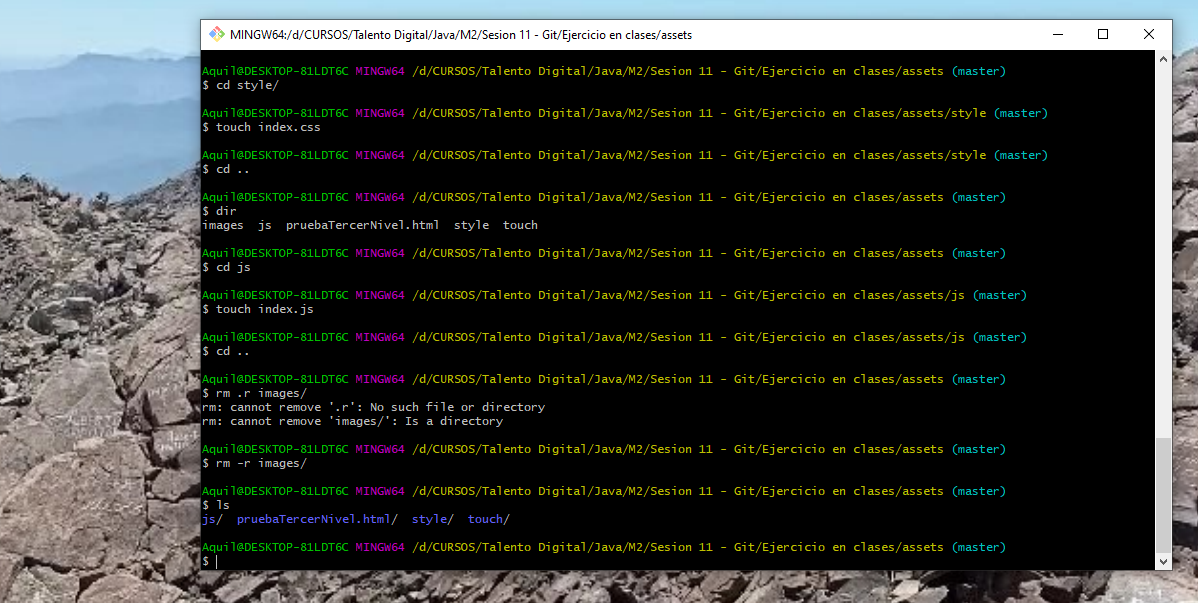 MINGW64:/d/CURSOS/Talento Digital/Java/M2/Sesion 11 - Git/Ejercicio en clases/assets
Aquil@DESKTOP-81LDT6C MINGW64 /d/CURSOS/Talento Digital/Java/M2/Sesion 11 - Git/Ejercicio en clases/assets (master)
$ cd style/
Aquil@DESKTOP-81LDT6C MINGW64 /d/CURSOS/Talento Digital/Java/M2/Sesion 11 - Git/Ejercicio en clases/assets/style (master)
$ touch index.css
Aquil@DESKTOP-81LDT6C MINGW64 /d/CURSOS/Talento Digital/Java/M2/Sesion 11 - Git/Ejercicio en clases/assets/style (master)
$ cd ..
Aquil@DESKTOP-81LDT6C MINGW64 /d/CURSOS/Talento Digital/Java/M2/Sesion 11 - Git/Ejercicio en clases/assets (master)
$ dir
images  js  pruebaTercerNivel.html  style  touch
Aquil@DESKTOP-81LDT6C MINGW64 /d/CURSOS/Talento Digital/Java/M2/Sesion 11 - Git/Ejercicio en clases/assets (master)
$ cd js
Aquil@DESKTOP-81LDT6C MINGW64 /d/CURSOS/Talento Digital/Java/M2/Sesion 11 - Git/Ejercicio en clases/assets/js (master)
$ touch index.js
Aquil@DESKTOP-81LDT6C MINGW64 /d/CURSOS/Talento Digital/Java/M2/Sesion 11 - Git/Ejercicio en clases/assets/js (master)
$ cd ..
Aquil@DESKTOP-81LDT6C MINGW64 /d/CURSOS/Talento Digital/Java/M2/Sesion 11 - Git/Ejercicio en clases/assets (master)
$ rm .r images/
rm: cannot remove '.r': No such file or directory
rm: cannot remove 'images/': Is a directory
Aquil@DESKTOP-81LDT6C MINGW64 /d/CURSOS/Talento Digital/Java/M2/Sesion 11 - Git/Ejercicio en clases/assets (master)
$ rm -r images/
Aquil@DESKTOP-81LDT6C MINGW64 /d/CURSOS/Talento Digital/Java/M2/Sesion 11 - Git/Ejercicio en clases/assets (master)
$ ls
js/  pruebaTercerNivel.html/  style/  touch/
Aquil@DESKTOP-81LDT6C MINGW64 /d/CURSOS/Talento Digital/Java/M2/Sesion 11 - Git/Ejercicio en clases/assets (master)
$